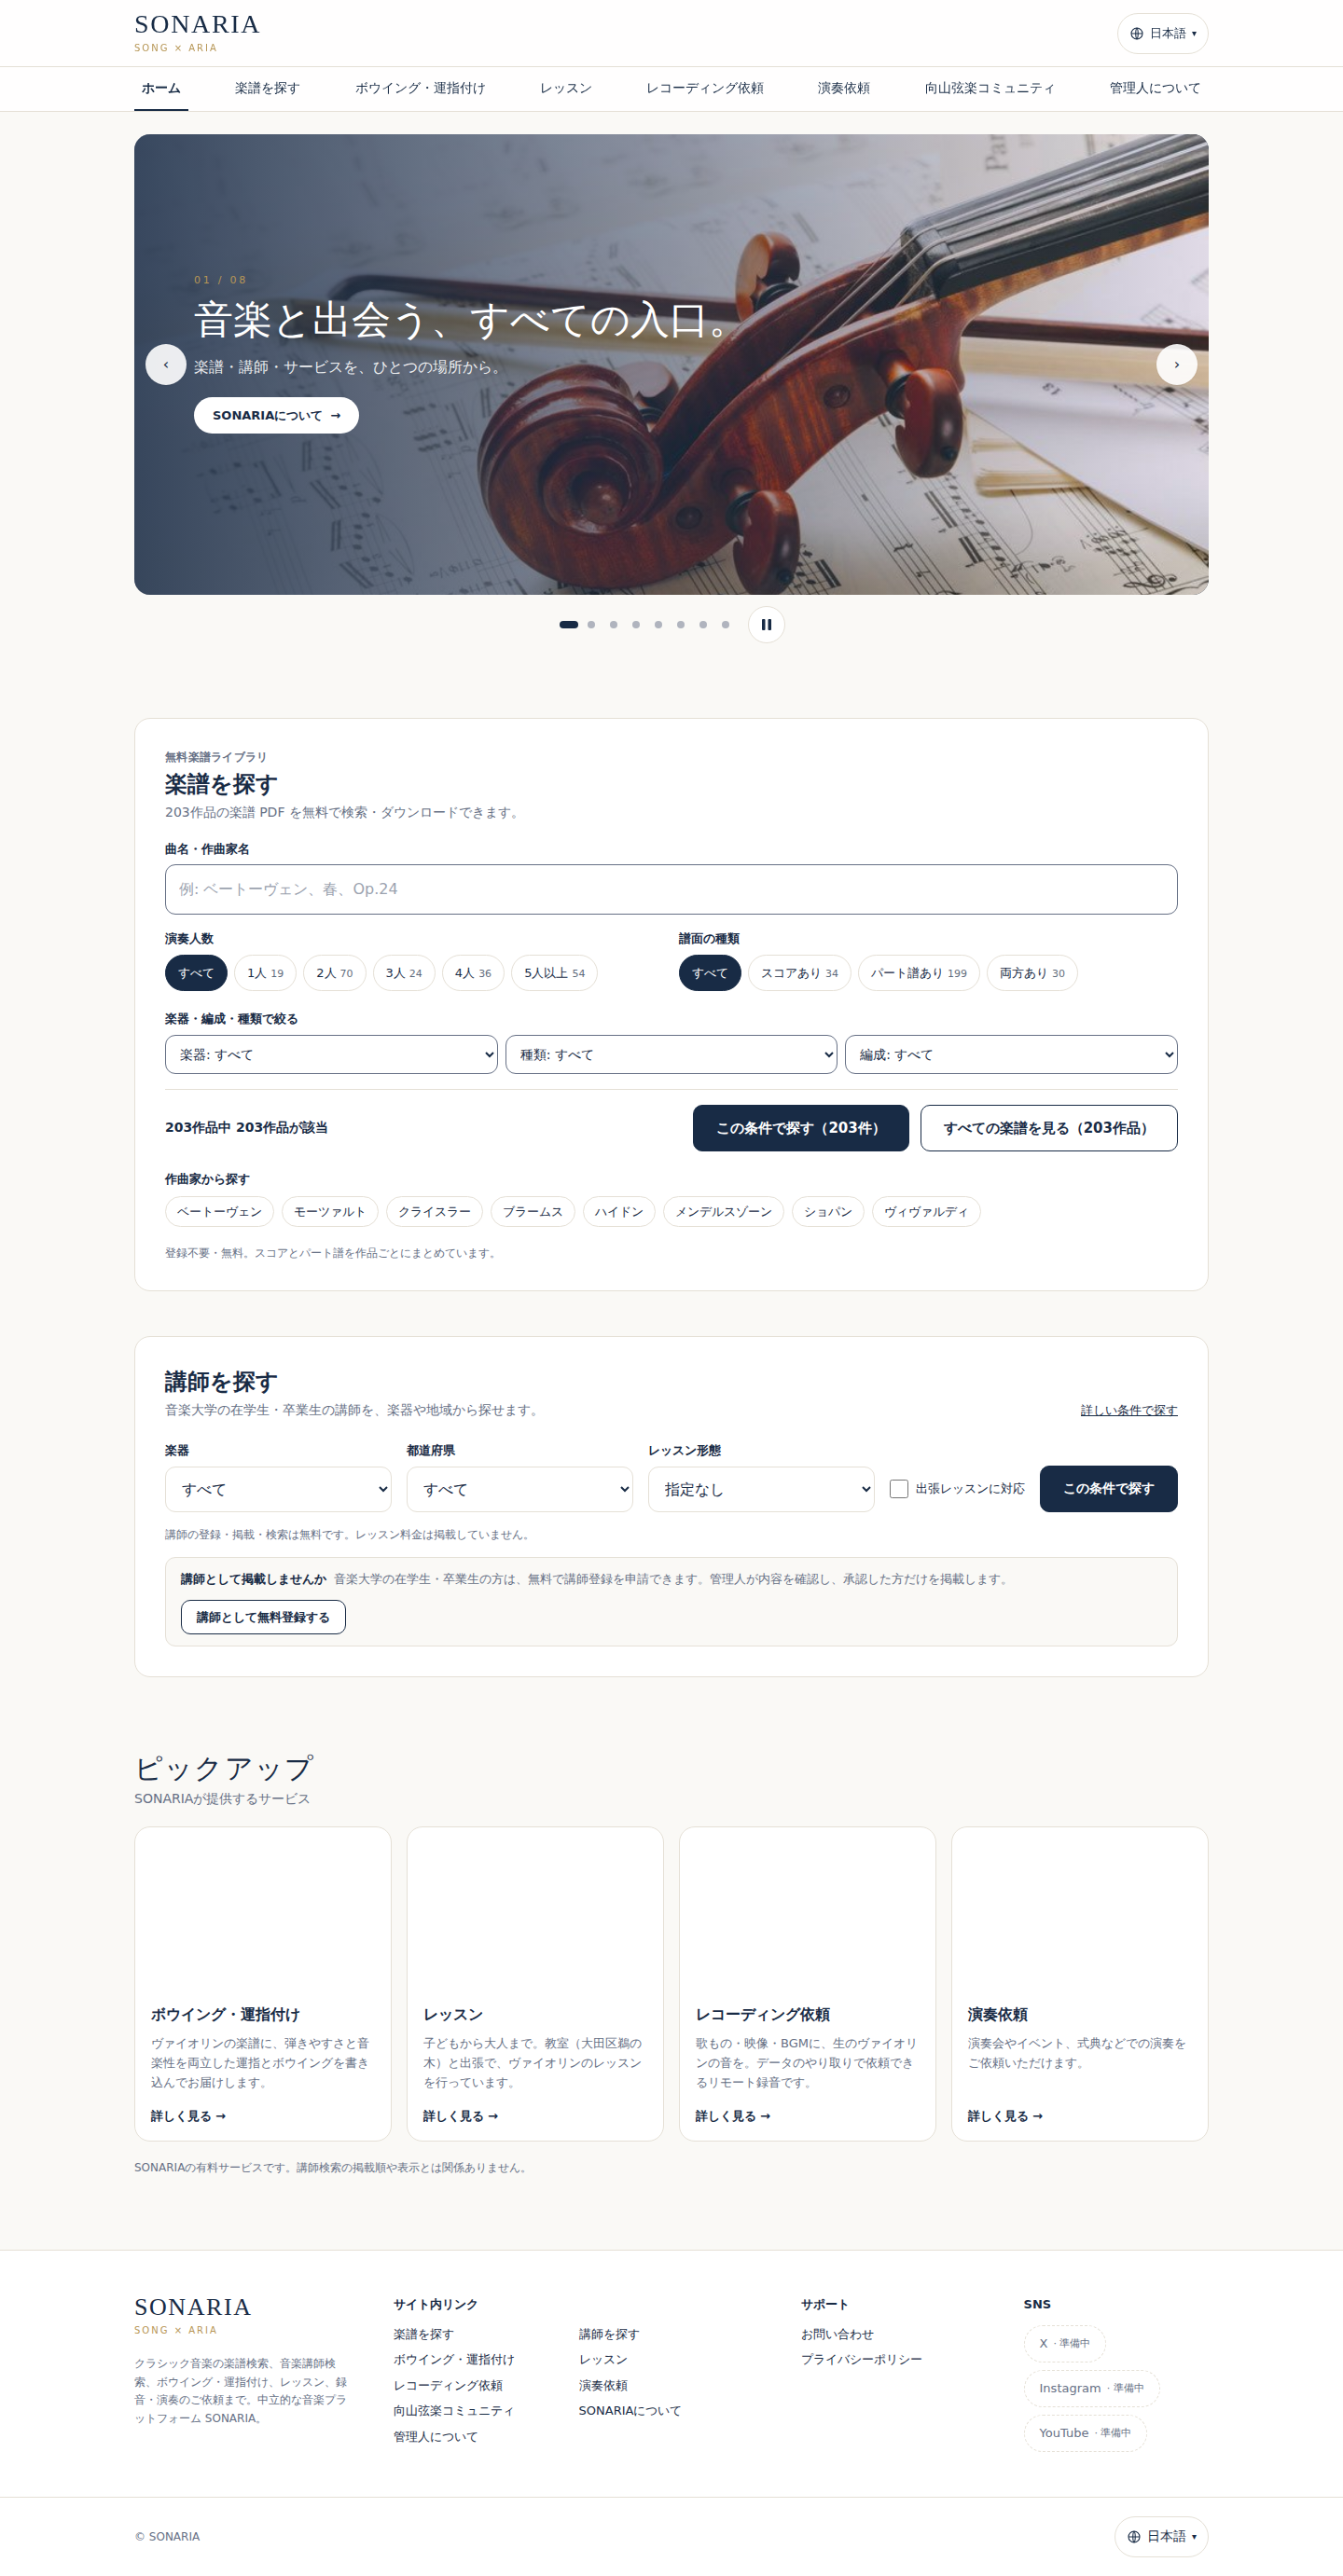 SONARIA
SONG × ARIA
日本語 ▾
ホーム 楽譜を探す ボウイング・運指付け レッスン レコーディング依頼 演奏依頼 向山弦楽コミュニティ 管理人について
01 / 08
音楽と出会う、すべての入口。
楽譜・講師・サービスを、ひとつの場所から。
SONARIAについて →
無料楽譜ライブラリ
楽譜を探す
203作品の楽譜 PDF を無料で検索・ダウンロードできます。
曲名・作曲家名
例: ベートーヴェン、春、Op.24
演奏人数
すべて 1人 19 2人 70 3人 24 4人 36 5人以上 54
譜面の種類
すべて スコアあり 34 パート譜あり 199 両方あり 30
楽器・編成・種類で絞る
楽器: すべて 種類: すべて 編成: すべて
203作品中 203作品が該当
この条件で探す（203件） すべての楽譜を見る（203作品）
作曲家から探す
ベートーヴェン モーツァルト クライスラー ブラームス ハイドン メンデルスゾーン ショパン ヴィヴァルディ
登録不要・無料。スコアとパート譜を作品ごとにまとめています。
講師を探す
音楽大学の在学生・卒業生の講師を、楽器や地域から探せます。
詳しい条件で探す
楽器 都道府県 レッスン形態
すべて すべて 指定なし 出張レッスンに対応 この条件で探す
講師の登録・掲載・検索は無料です。レッスン料金は掲載していません。
講師として掲載しませんか 音楽大学の在学生・卒業生の方は、無料で講師登録を申請できます。管理人が内容を確認し、承認した方だけを掲載します。
講師として無料登録する
ピックアップ
SONARIAが提供するサービス
ボウイング・運指付け
ヴァイオリンの楽譜に、弾きやすさと音
楽性を両立した運指とボウイングを書き
込んでお届けします。
詳しく見る →
レッスン
子どもから大人まで。教室（大田区鵜の
木）と出張で、ヴァイオリンのレッスン
を行っています。
詳しく見る →
レコーディング依頼
歌もの・映像・BGMに、生のヴァイオリ
ンの音を。データのやり取りで依頼でき
るリモート録音です。
詳しく見る →
演奏依頼
演奏会やイベント、式典などでの演奏を
ご依頼いただけます。
詳しく見る →
SONARIAの有料サービスです。講師検索の掲載順や表示とは関係ありません。
SONARIA
SONG × ARIA
クラシック音楽の楽譜検索、音楽講師検
索、ボウイング・運指付け、レッスン、録
音・演奏のご依頼まで。中立的な音楽プラ
ットフォーム SONARIA。
サイト内リンク
楽譜を探す 講師を探す
ボウイング・運指付け レッスン
レコーディング依頼 演奏依頼
向山弦楽コミュニティ SONARIAについて
管理人について
サポート
お問い合わせ
プライバシーポリシー
SNS
X · 準備中
Instagram · 準備中
YouTube · 準備中
© SONARIA
日本語 ▾